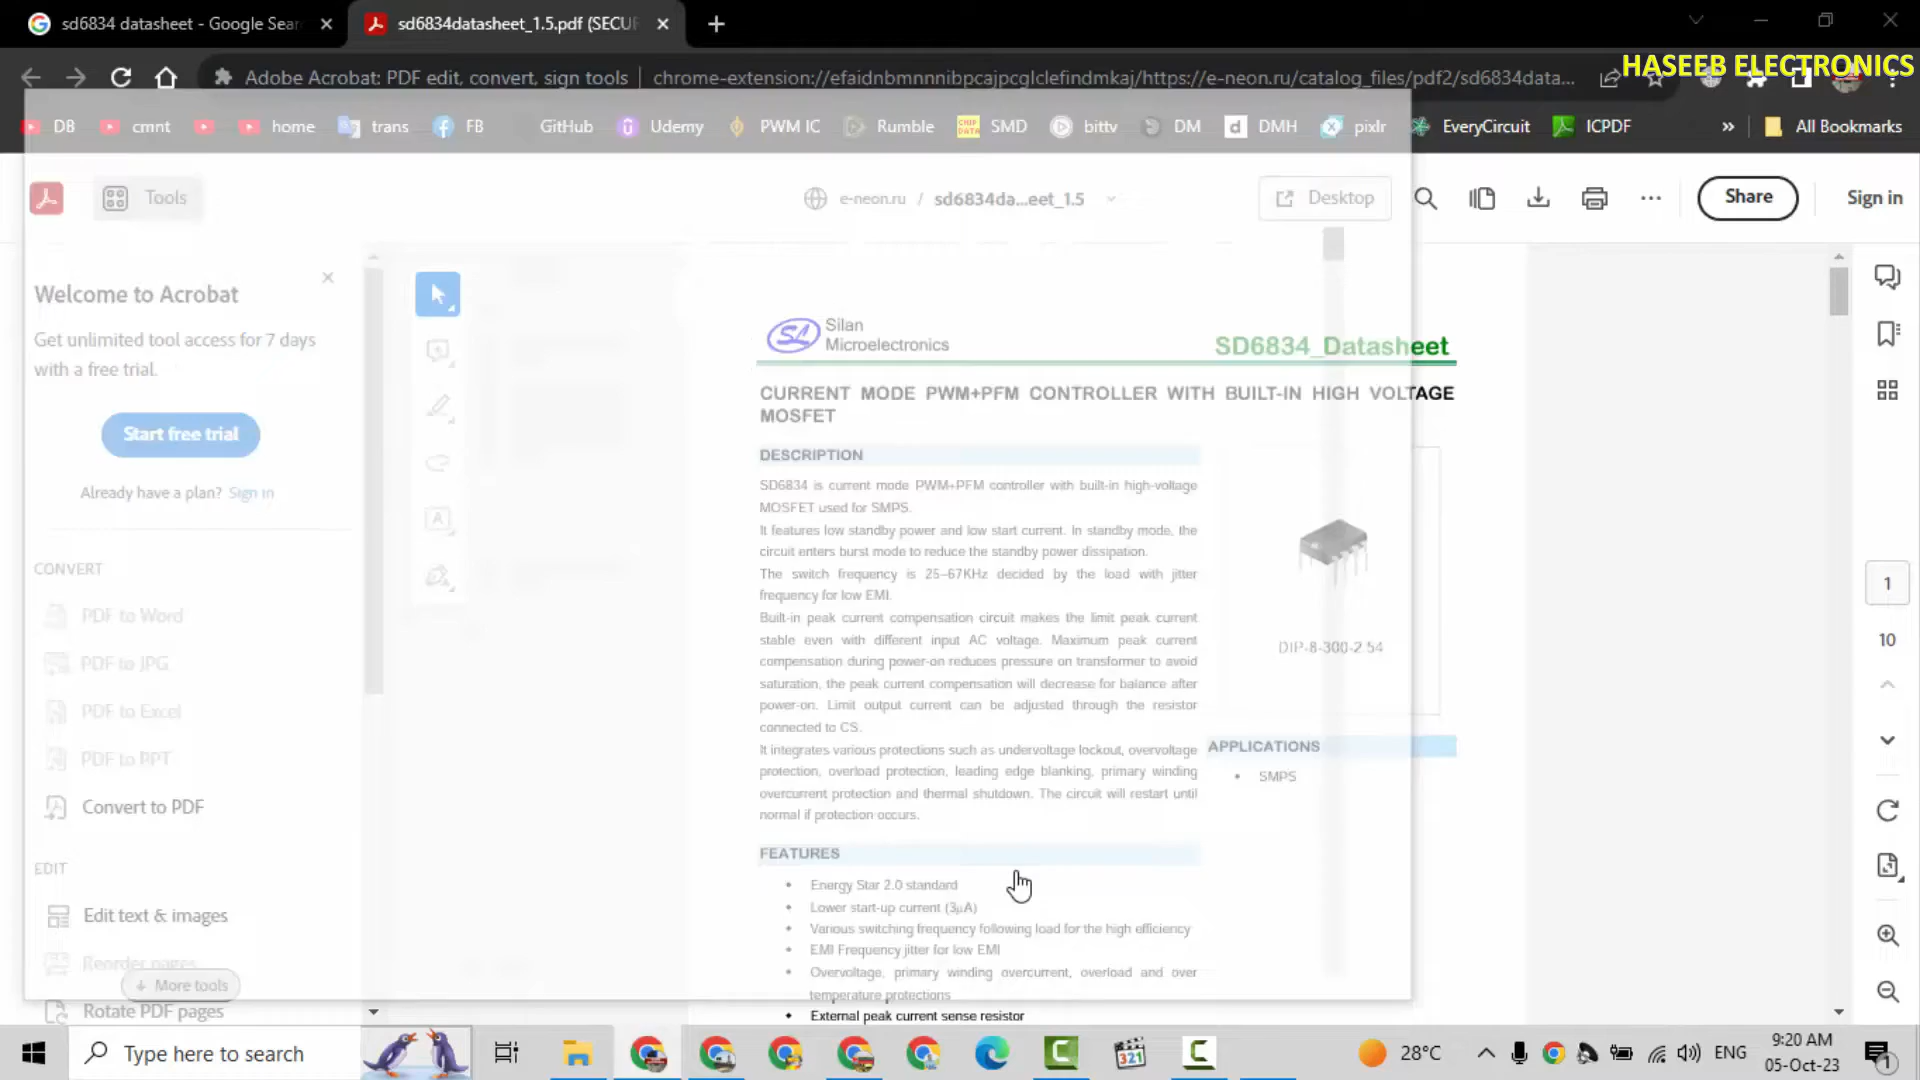 sd6834 datasheet - Google Sear
sd6834datasheet_1.5.pdf (SECUR
HASEEB ELECTRONICS
Adobe Acrobat: PDF edit, convert, sign tools
chrome-extension://efaidnbmnnnibpcajpcglclefindmkaj/https://e-neon.ru/catalog_files/pdf2/sd6834data...
DB
cmnt
home
trans
FB
GitHub
Udemy
PWM IC
Rumble
CHIP DATA
SMD
bittv
DM
DMH
pixlr
EveryCircuit
ICPDF
»
All Bookmarks
Tools
e-neon.ru / sd6834da...eet_1.5
Desktop
Share
Sign in
Welcome to Acrobat
Get unlimited tool access for 7 days
with a free trial.
Start free trial
Already have a plan? Sign in
CONVERT
PDF to Word
PDF to JPG
PDF to Excel
PDF to PPT
Convert to PDF
EDIT
Edit text & images
Reorder pages
More tools
Rotate PDF pages
Silan
Microelectronics
SD6834_Datasheet
CURRENT MODE PWM+PFM CONTROLLER WITH BUILT-IN HIGH VOLTAGE
MOSFET
DESCRIPTION
SD6834 is current mode PWM+PFM controller with built-in high-voltage
MOSFET used for SMPS.
It features low standby power and low start current. In standby mode, the
circuit enters burst mode to reduce the standby power dissipation.
The switch frequency is 25~67KHz decided by the load with jitter
frequency for low EMI.
Built-in peak current compensation circuit makes the limit peak current
stable even with different input AC voltage. Maximum peak current
compensation during power-on reduces pressure on transformer to avoid
saturation, the peak current compensation will decrease for balance after
power-on. Limit output current can be adjusted through the resistor
connected to CS.
It integrates various protections such as undervoltage lockout, overvoltage
protection, overload protection, leading edge blanking, primary winding
overcurrent protection and thermal shutdown. The circuit will restart until
normal if protection occurs.
DIP-8-300-2.54
APPLICATIONS
• SMPS
FEATURES
• Energy Star 2.0 standard
• Lower start-up current (3μA)
• Various switching frequency following load for the high efficiency
• EMI Frequency jitter for low EMI
• Overvoltage, primary winding overcurrent, overload and over
temperature protections
• External peak current sense resistor
1
10
Type here to search
321
28°C
ENG
9:20 AM
05-Oct-23
1